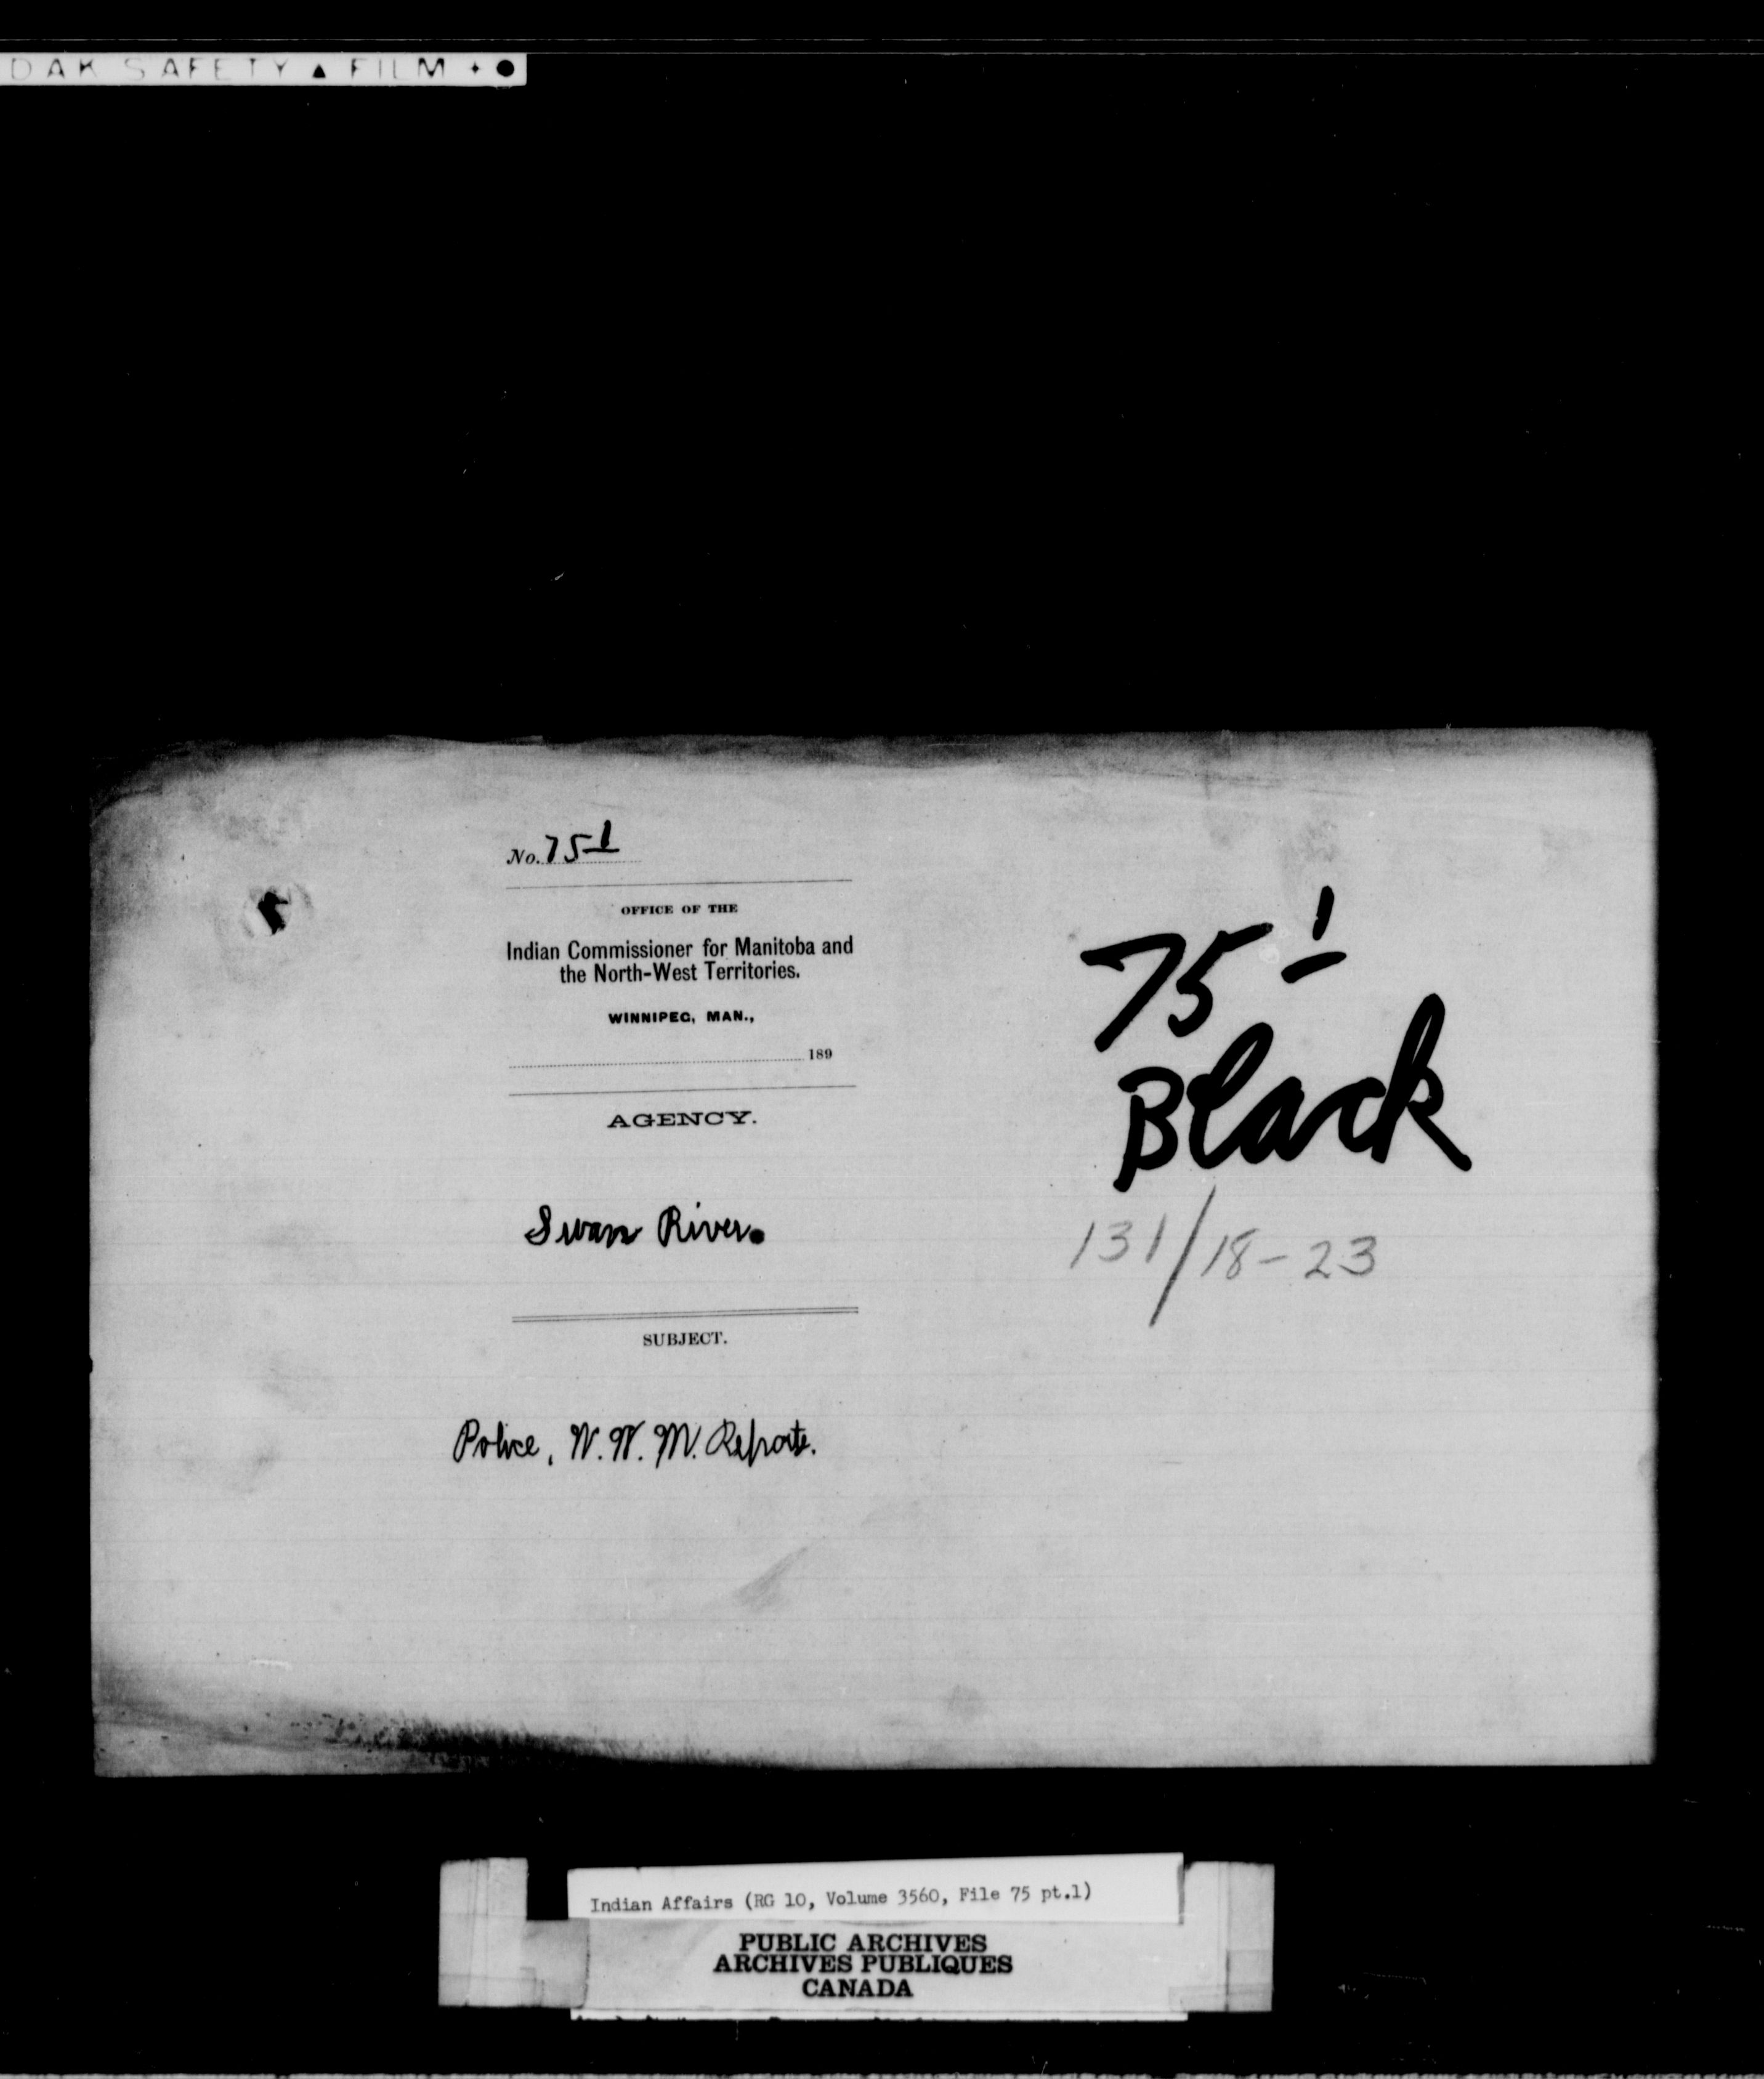 DAK SAFETY ▲ FILM
No. 75 1
OFFICE OF THE
Indian Commissioner for Manitoba and
the North-West Territories.
WINNIPEG, MAN.,
189
AGENCY.
Swan River.
SUBJECT.
Police, N. W. M. Reports.
75 1
Black
131/18-23
Indian Affairs (RG 10, Volume 3560, File 75 pt.1)
PUBLIC ARCHIVES
ARCHIVES PUBLIQUES
CANADA